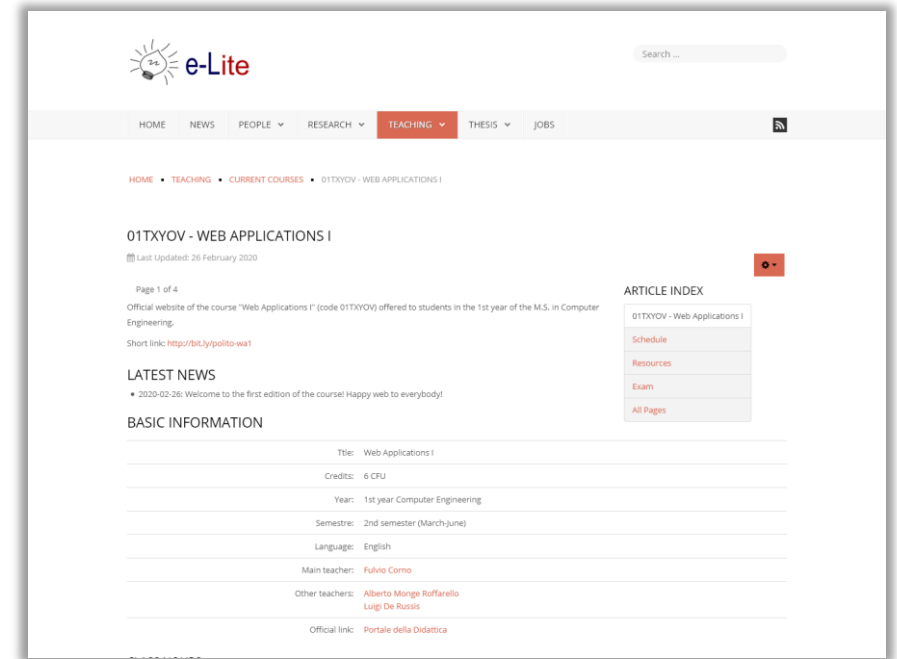 e-Lite
Search ...
HOME NEWS PEOPLE RESEARCH TEACHING THESIS JOBS
HOME • TEACHING • CURRENT COURSES • 01TXYOV - WEB APPLICATIONS I
01TXYOV - WEB APPLICATIONS I
Last Updated: 26 February 2020
Page 1 of 4
Official website of the course "Web Applications I" (code 01TXYOV) offered to students in the 1st year of the M.S. in Computer
Engineering.
Short link: http://bit.ly/polito-wa1
LATEST NEWS
• 2020-02-26: Welcome to the first edition of the course! Happy web to everybody!
ARTICLE INDEX
01TXYOV - Web Applications I
Schedule
Resources
Exam
All Pages
BASIC INFORMATION
Ttle: Web Applications I
Credits: 6 CFU
Year: 1st year Computer Engineering
Semestre: 2nd semester (March-June)
Language: English
Main teacher: Fulvio Corno
Other teachers: Alberto Monge Roffarello
Luigi De Russis
Official link: Portale della Didattica